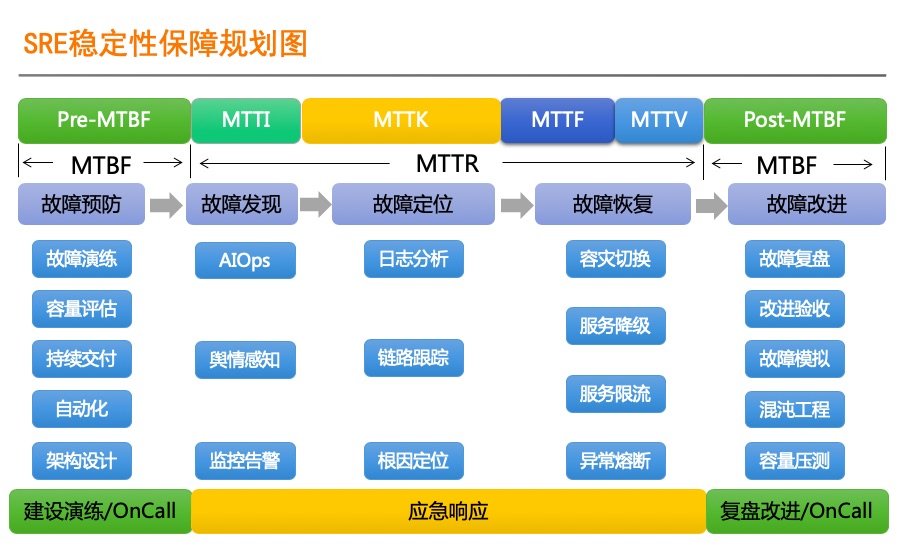 SRE稳定性保障规划图
Pre-MTBF
MTTI
MTTK
MTTF
MTTV
Post-MTBF
MTBF
MTTR
MTBF
故障预防
故障发现
故障定位
故障恢复
故障改进
故障演练
AIOps
日志分析
容灾切换
故障复盘
容量评估
服务降级
改进验收
持续交付
舆情感知
链路跟踪
故障模拟
自动化
服务限流
混沌工程
架构设计
监控告警
根因定位
异常熔断
容量压测
建设演练/OnCall
应急响应
复盘改进/OnCall